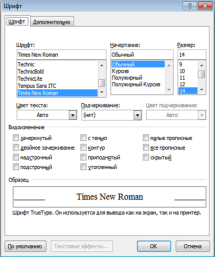 Шрифт
Шрифт Дополнительно
Шрифт: Начертание: Размер:
Times New Roman Обычный 14
Technic Обычный 9
TechnicBold Курсив 10
TechnicLite Полужирный 11
Tempus Sans ITC Полужирный Курсив 12
Times New Roman 14
Цвет текста: Подчеркивание: Цвет подчеркивания:
Авто (нет) Авто
Видоизменение
зачеркнутый с тенью малые прописные
двойное зачеркивание контур все прописные
надстрочный приподнятый скрытый
подстрочный утопленный
Образец
Times New Roman
Шрифт TrueType. Он используется для вывода как на экран, так и на принтер.
По умолчанию Текстовые эффекты... ОК Отмена